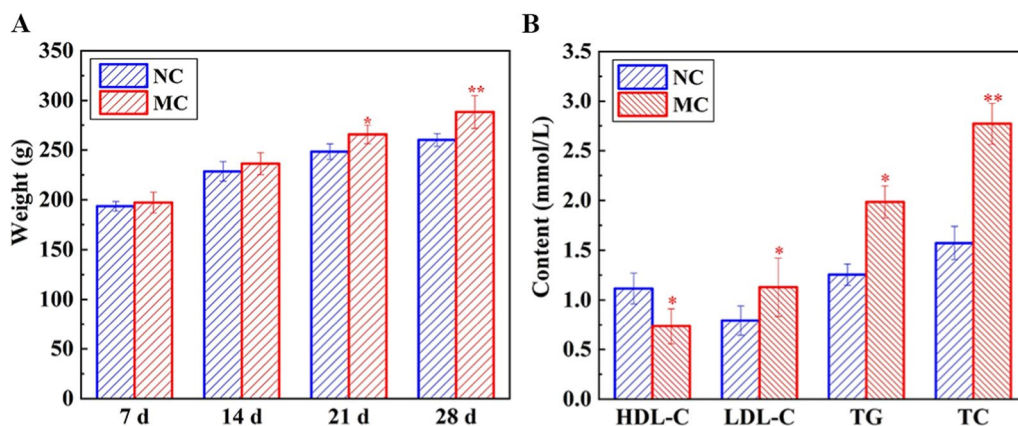 A
350
300
250
200
150
100
50
0
Weight (g)
NC
MC
*
**
7 d 14 d 21 d 28 d
B
3.5
3.0
2.5
2.0
1.5
1.0
0.5
0.0
Content (mmol/L)
NC
MC
*
*
*
**
HDL-C LDL-C TG TC